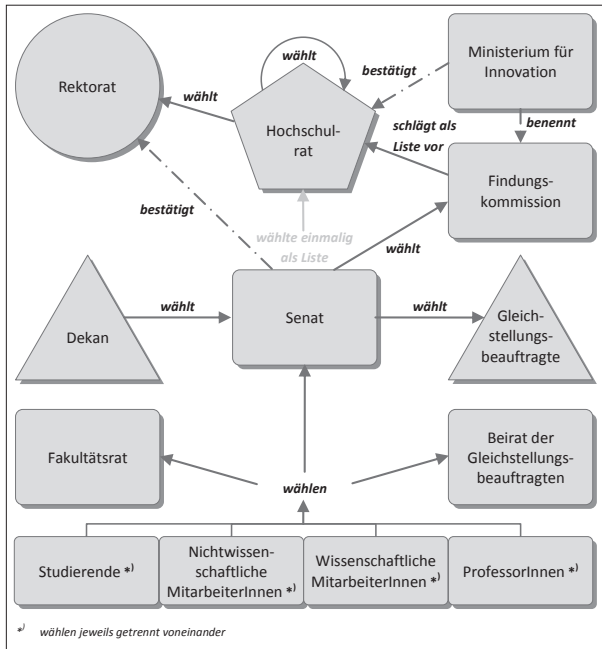 wählt
Ministerium für
Innovation
bestätigt
Rektorat
wählt
Hochschul-
rat
schlägt als
Liste vor
benennt
Findungs-
kommission
bestätigt
wählte einmalig
als Liste
wählt
Dekan
wählt
Senat
wählt
Gleich-
stellungs-
beauftragte
Fakultätsrat
wählen
Beirat der
Gleichstellungs-
beauftragten
Studierende *)
Nichtwissen-
schaftliche
MitarbeiterInnen *)
Wissenschaftliche
MitarbeiterInnen *)
ProfessorInnen *)
*) wählen jeweils getrennt voneinander